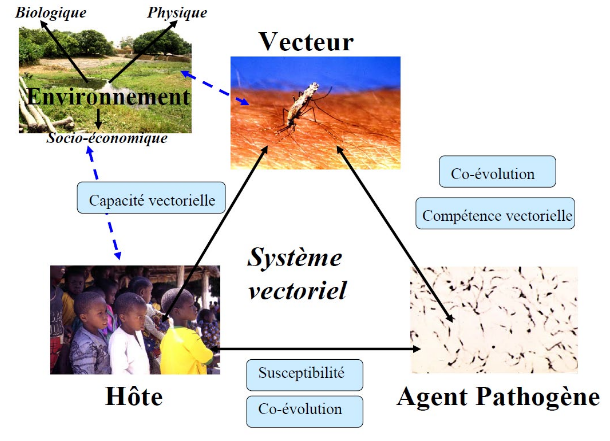 Biologique
Physique
Vecteur
Environnement
Socio-économique
Co-évolution
Capacité vectorielle
Compétence vectorielle
Système
vectoriel
Susceptibilité
Hôte
Agent Pathogène
Co-évolution